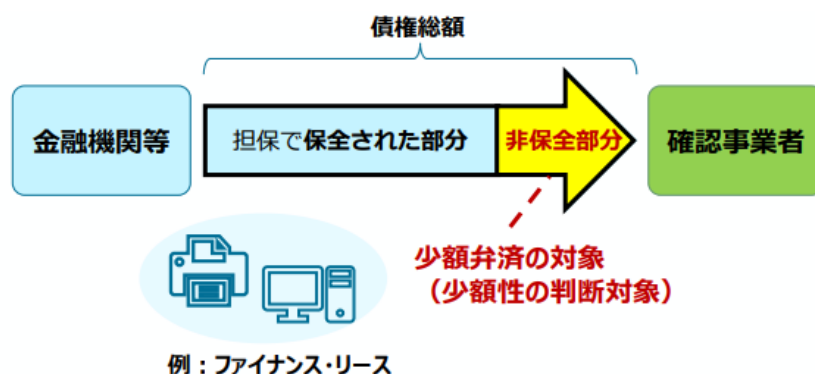 債権総額
金融機関等
担保で保全された部分
非保全部分
確認事業者
少額弁済の対象
（少額性の判断対象）
例：ファイナンス・リース